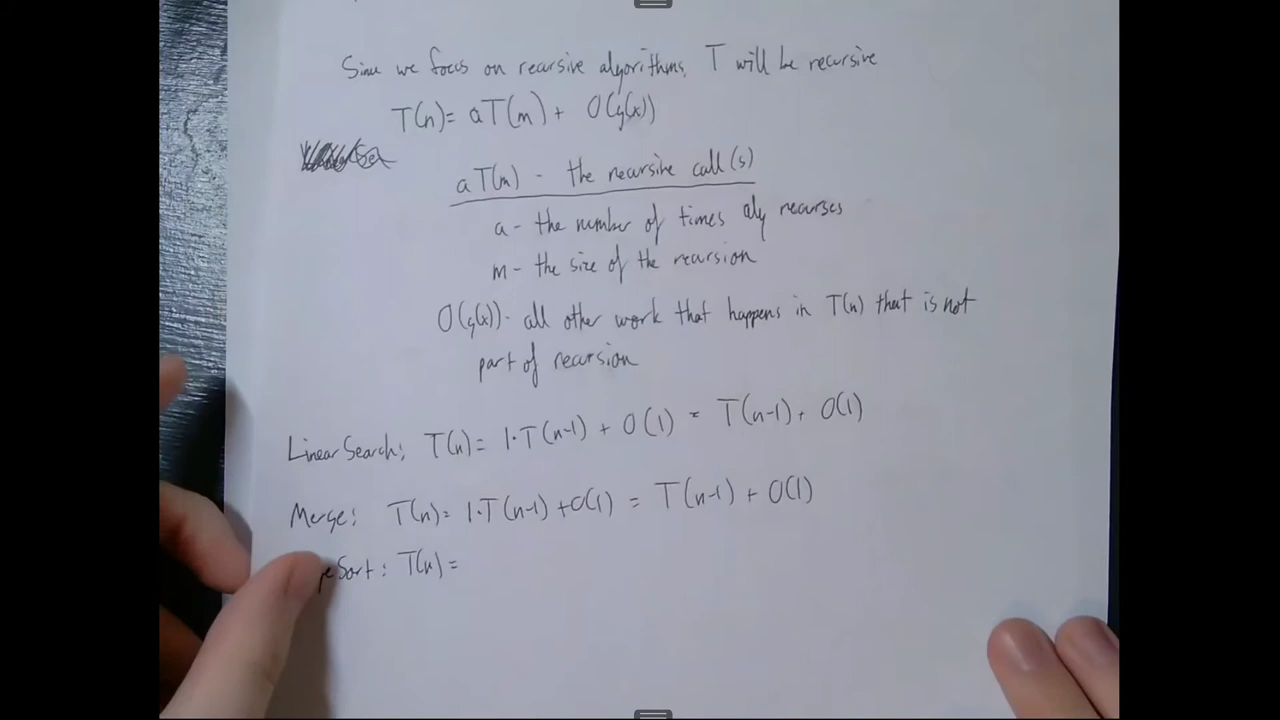 Since we focus on recursive algorithms, T will be recursive
T(n) = aT(m) + O(g(x))
aT(m) - the recursive call(s)
a - the number of times alg recurses
m - the size of the recursion
O(g(x)) - all other work that happens in T(n) that is not
part of recursion
Linear Search: T(n) = 1·T(n-1) + O(1) = T(n-1) + O(1)
Merge: T(n) = 1·T(n-1) + O(1) = T(n-1) + O(1)
Sort: T(n) =